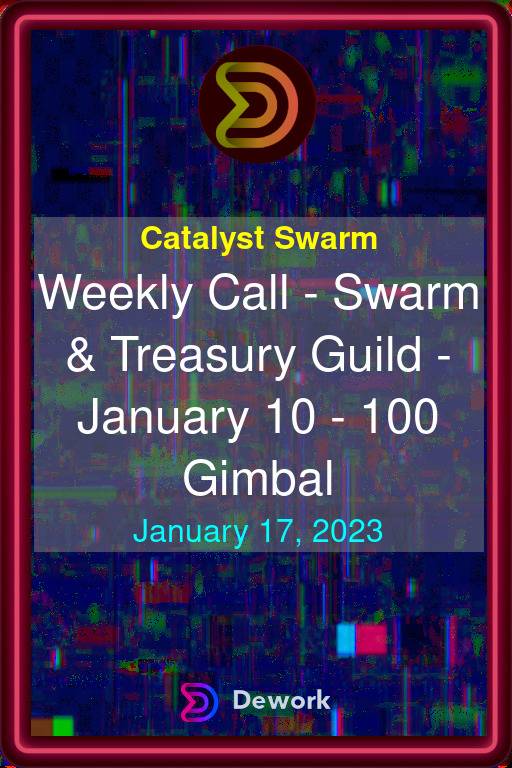 Catalyst Swarm
Weekly Call - Swarm
& Treasury Guild -
January 10 - 100
Gimbal
January 17, 2023
Dework